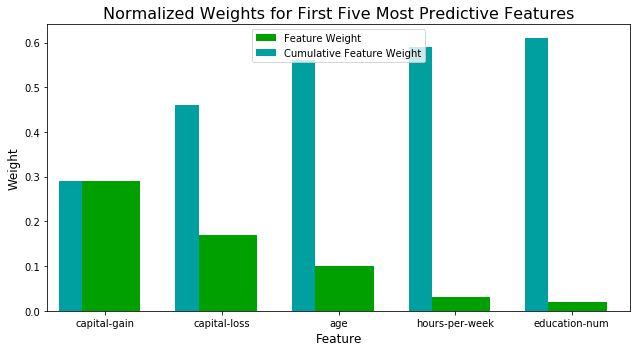 Normalized Weights for First Five Most Predictive Features
Feature Weight
Cumulative Feature Weight
0.6
0.5
0.4
0.3
0.2
0.1
0.0
Weight
capital-gain capital-loss age hours-per-week education-num
Feature